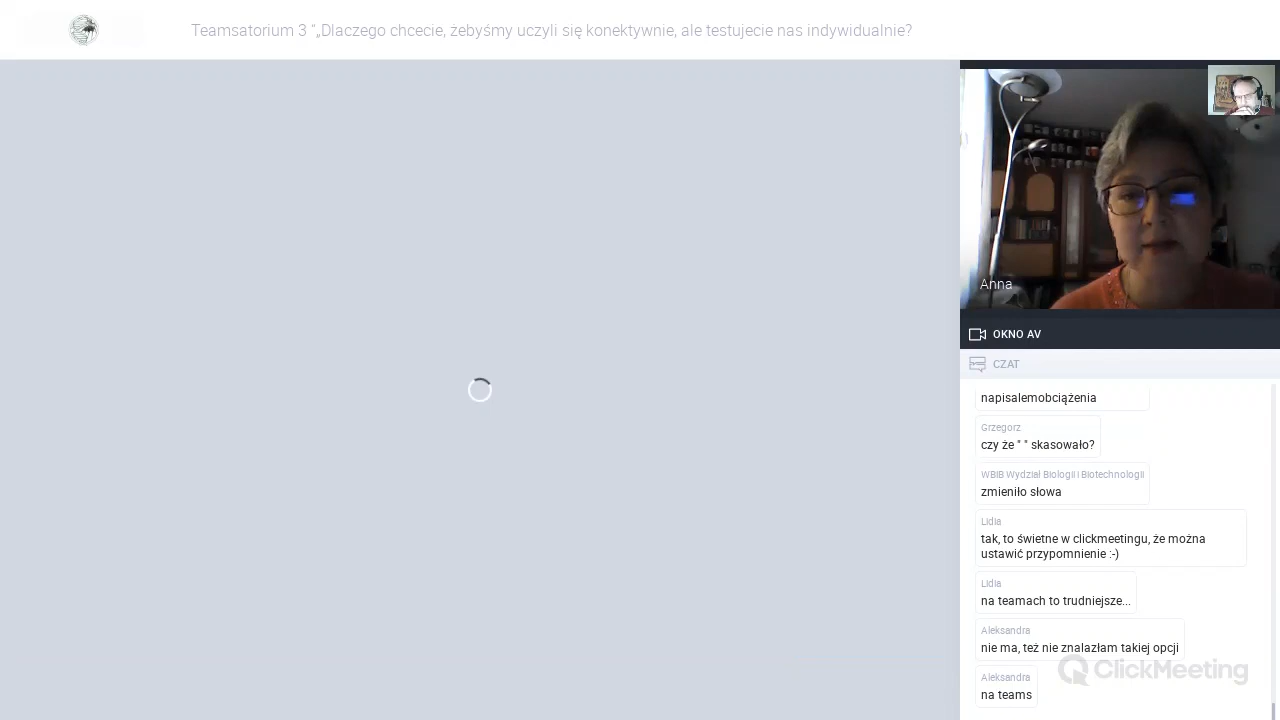 Teamsatorium 3 “„Dlaczego chcecie, żebyśmy uczyli się konektywnie, ale testujecie nas indywidualnie?
Anna
OKNO AV
CZAT
napisalemobciążenia
Grzegorz
czy że " " skasowało?
WBiB Wydział Biologii i Biotechnologii
zmieniło słowa
Lidia
tak, to świetne w clickmeetingu, że można
ustawić przypomnienie :-)
Lidia
na teamach to trudniejsze...
Aleksandra
nie ma, też nie znalazłam takiej opcji
ClickMeeting
Aleksandra
na teams